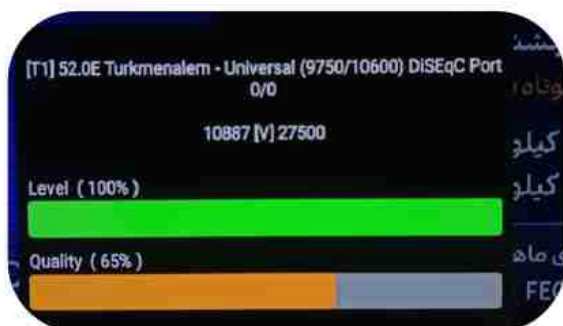 [T1] 52.0E Turkmenalem - Universal (9750/10600) DiSEqC Port
0/0
10887 [V] 27500
Level ( 100% )
Quality ( 65% )
کیلو
کیلو